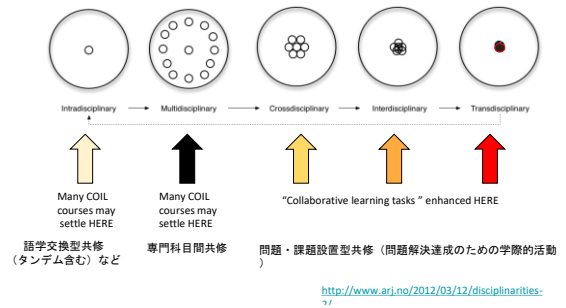 Intradisciplinary
Multidisciplinary
Crossdisciplinary
Interdisciplinary
Transdisciplinary
Many COIL
courses may
settle HERE
Many COIL
courses may
settle HERE
“Collaborative learning tasks ” enhanced HERE
語学交換型共修
（タンデム含む）など
専門科目間共修
問題・課題設置型共修（問題解決達成のための学際的活動
）
http://www.arj.no/2012/03/12/disciplinarities-
2/